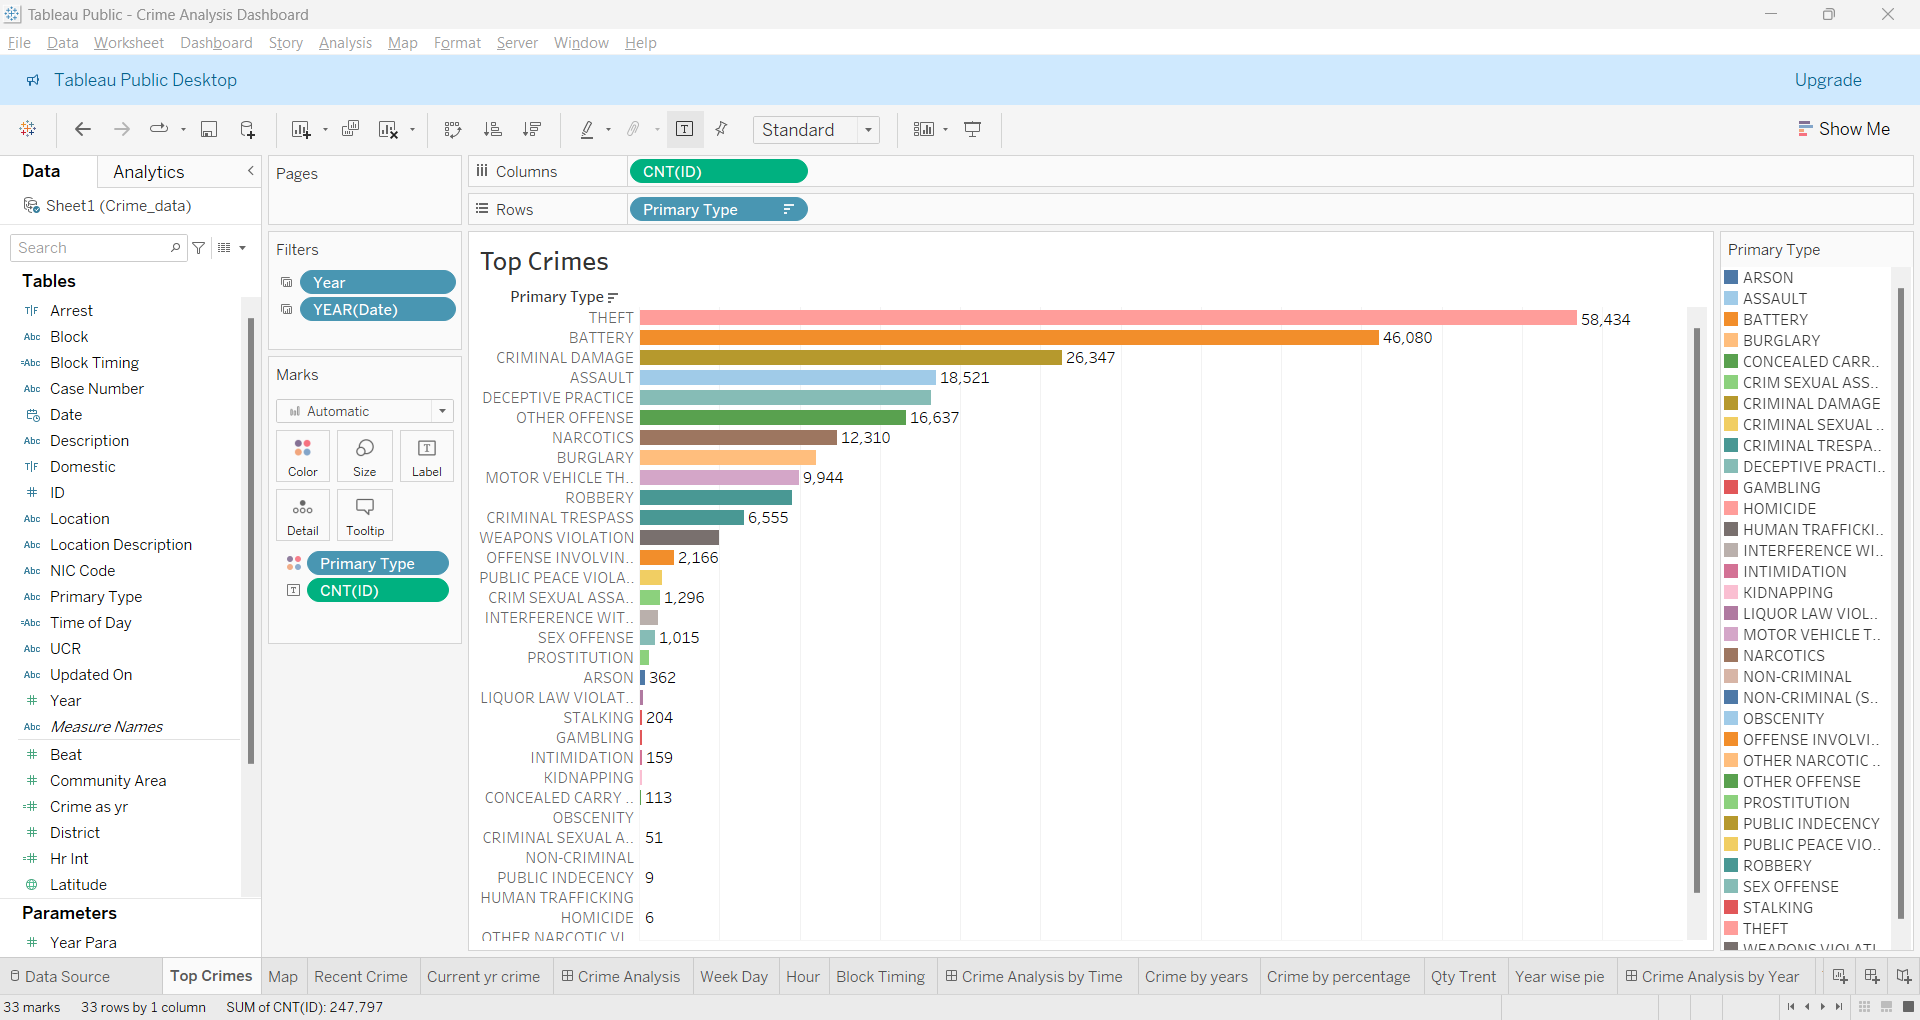 Tableau Public - Crime Analysis Dashboard
File Data Worksheet Dashboard Story Analysis Map Format Server Window Help
Tableau Public Desktop
Upgrade
Standard
Show Me
Data
Analytics
Sheet1 (Crime_data)
Search
Tables
T|F Arrest
Abc Block
=Abc Block Timing
Abc Case Number
Date
Abc Description
T|F Domestic
# ID
Abc Location
Abc Location Description
Abc NIC Code
Abc Primary Type
=Abc Time of Day
Abc UCR
Abc Updated On
# Year
Abc Measure Names
# Beat
# Community Area
=# Crime as yr
# District
=# Hr Int
Latitude
Parameters
# Year Para
Pages
Filters
Year
YEAR(Date)
Marks
Automatic
Color
Size
T
Label
Detail
Tooltip
Primary Type
T CNT(ID)
Columns
CNT(ID)
Rows
Primary Type
Top Crimes
Primary Type
THEFT 58,434
BATTERY 46,080
CRIMINAL DAMAGE 26,347
ASSAULT 18,521
DECEPTIVE PRACTICE
OTHER OFFENSE 16,637
NARCOTICS 12,310
BURGLARY
MOTOR VEHICLE TH.. 9,944
ROBBERY
CRIMINAL TRESPASS 6,555
WEAPONS VIOLATION
OFFENSE INVOLVIN.. 2,166
PUBLIC PEACE VIOLA..
CRIM SEXUAL ASSA.. 1,296
INTERFERENCE WIT..
SEX OFFENSE 1,015
PROSTITUTION
ARSON 362
LIQUOR LAW VIOLAT..
STALKING 204
GAMBLING
INTIMIDATION 159
KIDNAPPING
CONCEALED CARRY .. 113
OBSCENITY
CRIMINAL SEXUAL A.. 51
NON-CRIMINAL
PUBLIC INDECENCY 9
HUMAN TRAFFICKING
HOMICIDE 6
OTHER NARCOTIC VI..
Primary Type
ARSON
ASSAULT
BATTERY
BURGLARY
CONCEALED CARR..
CRIM SEXUAL ASS..
CRIMINAL DAMAGE
CRIMINAL SEXUAL ..
CRIMINAL TRESPA..
DECEPTIVE PRACTI..
GAMBLING
HOMICIDE
HUMAN TRAFFICKI..
INTERFERENCE WI..
INTIMIDATION
KIDNAPPING
LIQUOR LAW VIOL..
MOTOR VEHICLE T..
NARCOTICS
NON-CRIMINAL
NON-CRIMINAL (S..
OBSCENITY
OFFENSE INVOLVI..
OTHER NARCOTIC ..
OTHER OFFENSE
PROSTITUTION
PUBLIC INDECENCY
PUBLIC PEACE VIO..
ROBBERY
SEX OFFENSE
STALKING
THEFT
WEAPONS VIOLATI..
Data Source Top Crimes Map Recent Crime Current yr crime Crime Analysis Week Day Hour Block Timing Crime Analysis by Time Crime by years Crime by percentage Qty Trent Year wise pie Crime Analysis by Year
33 marks 33 rows by 1 column SUM of CNT(ID): 247,797